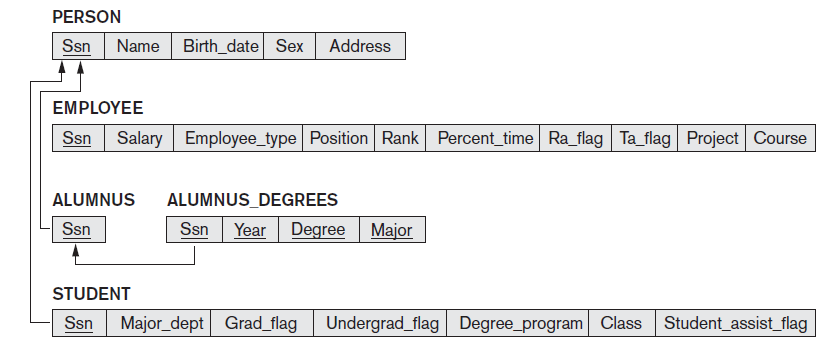 PERSON
Ssn Name Birth_date Sex Address
EMPLOYEE
Ssn Salary Employee_type Position Rank Percent_time Ra_flag Ta_flag Project Course
ALUMNUS ALUMNUS_DEGREES
Ssn Ssn Year Degree Major
STUDENT
Ssn Major_dept Grad_flag Undergrad_flag Degree_program Class Student_assist_flag